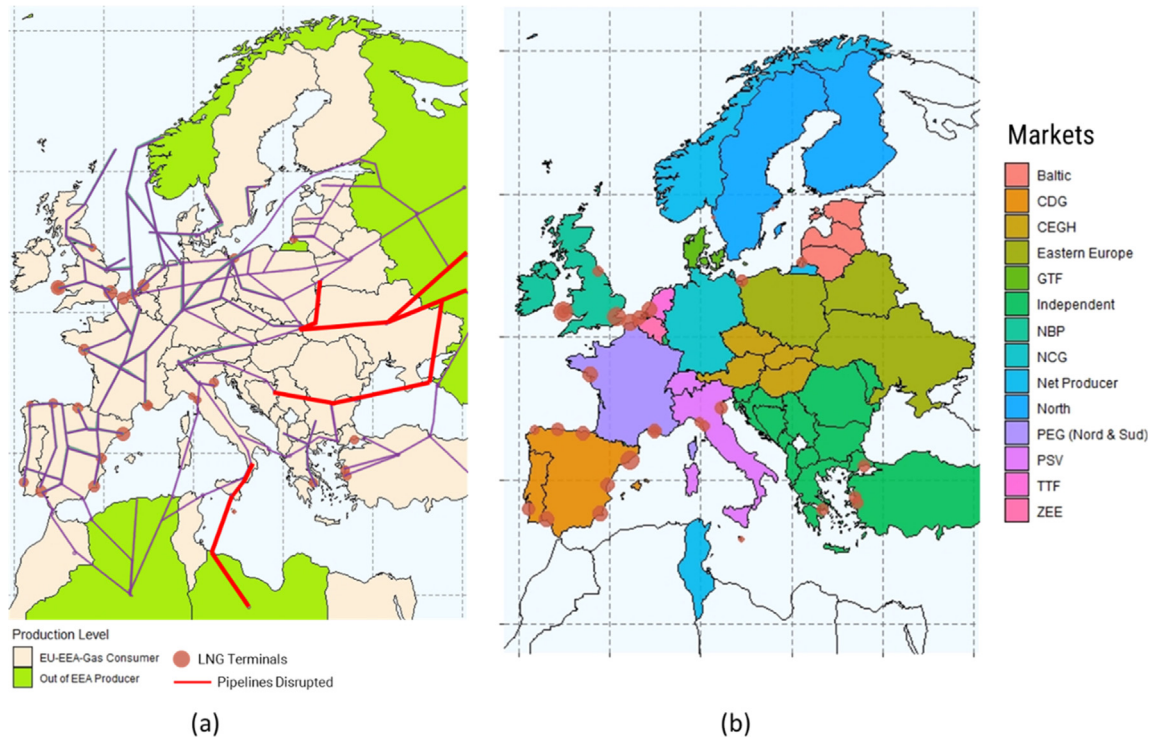 Production Level
EU-EEA-Gas Consumer
Out of EEA Producer
LNG Terminals
Pipelines Disrupted
(a)
Markets
Baltic
CDG
CEGH
Eastern Europe
GTF
Independent
NBP
NCG
Net Producer
North
PEG (Nord & Sud)
PSV
TTF
ZEE
(b)